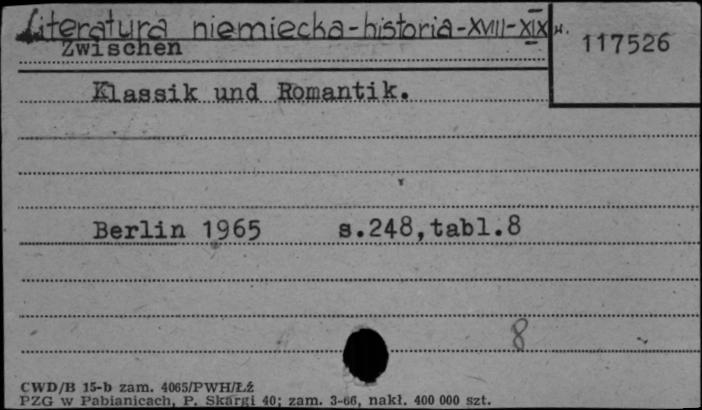 Literatura niemiecka-historia-XVIII-XIX w.
117526
Zwischen
Klassik und Romantik.
Berlin 1965 s.248,tabl.8
8
CWD/B 15-b zam. 4065/PWH/Łź
PZG w Pabianicach, P. Skargi 40; zam. 3-66, nakł. 400 000 szt.